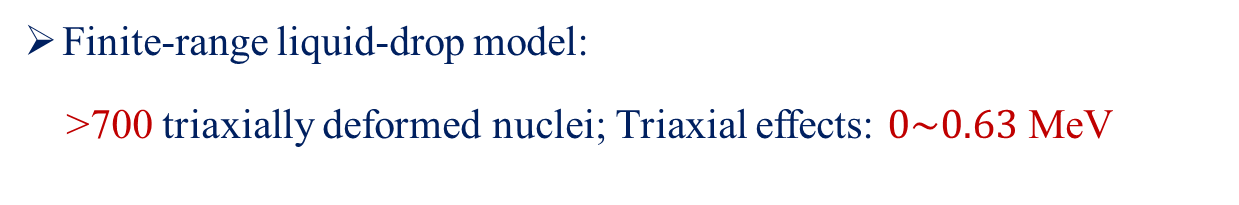 ➢ Finite-range liquid-drop model:
>700 triaxially deformed nuclei; Triaxial effects: 0~0.63 MeV